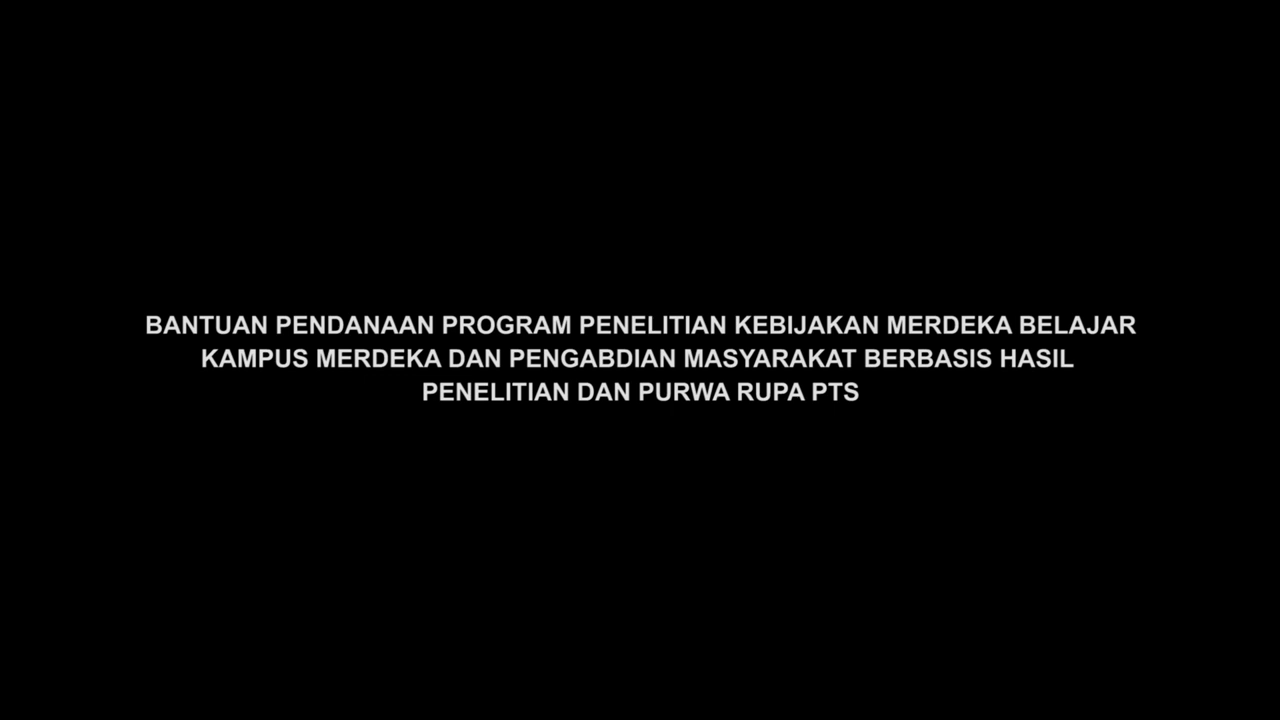 BANTUAN PENDANAAN PROGRAM PENELITIAN KEBIJAKAN MERDEKA BELAJAR
KAMPUS MERDEKA DAN PENGABDIAN MASYARAKAT BERBASIS HASIL
PENELITIAN DAN PURWA RUPA PTS